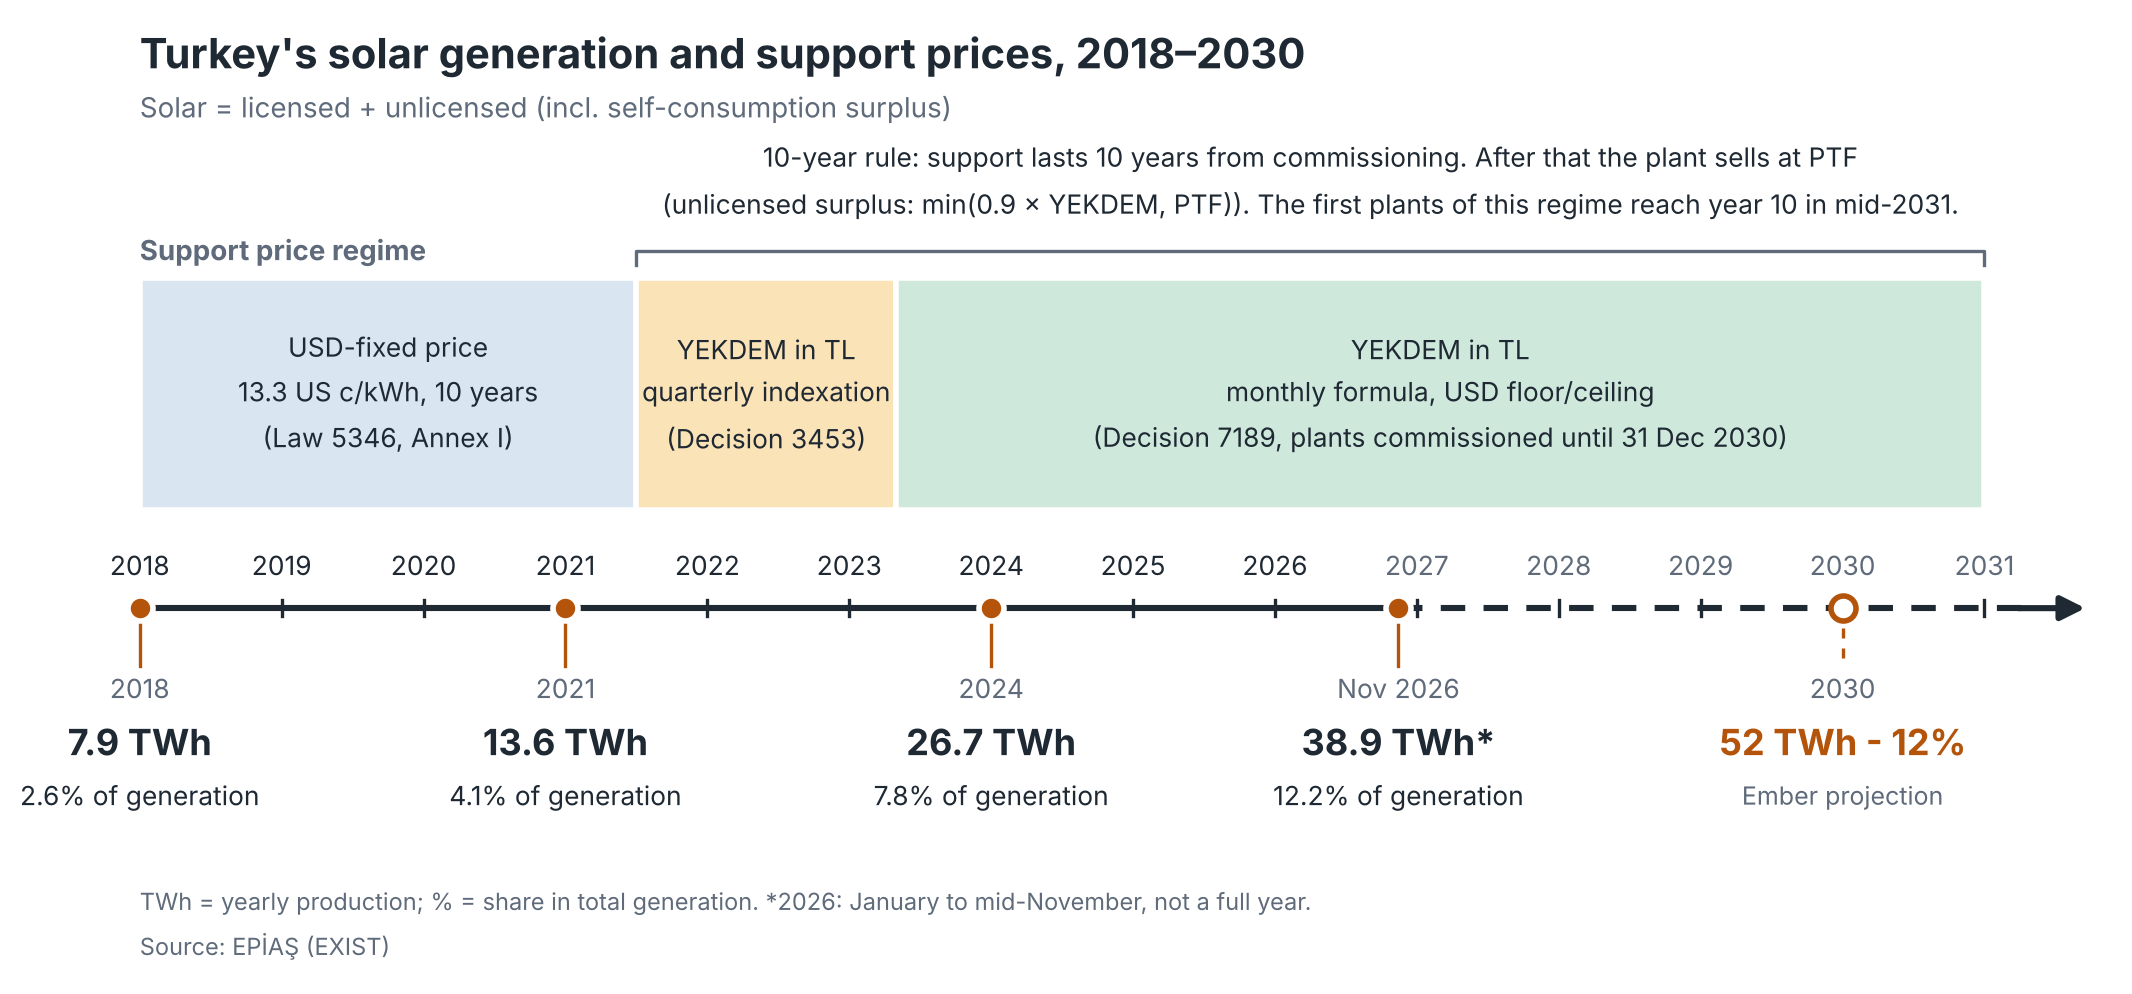 Turkey's solar generation and support prices, 2018–2030
Solar = licensed + unlicensed (incl. self-consumption surplus)
10-year rule: support lasts 10 years from commissioning. After that the plant sells at PTF
(unlicensed surplus: min(0.9 × YEKDEM, PTF)). The first plants of this regime reach year 10 in mid-2031.
Support price regime
USD-fixed price
13.3 US c/kWh, 10 years
(Law 5346, Annex I)
YEKDEM in TL
quarterly indexation
(Decision 3453)
YEKDEM in TL
monthly formula, USD floor/ceiling
(Decision 7189, plants commissioned until 31 Dec 2030)
2018 2019 2020 2021 2022 2023 2024 2025 2026 2027 2028 2029 2030 2031
2018
7.9 TWh
2.6% of generation
2021
13.6 TWh
4.1% of generation
2024
26.7 TWh
7.8% of generation
Nov 2026
38.9 TWh*
12.2% of generation
2030
52 TWh - 12%
Ember projection
TWh = yearly production; % = share in total generation. *2026: January to mid-November, not a full year.
Source: EPİAŞ (EXIST)